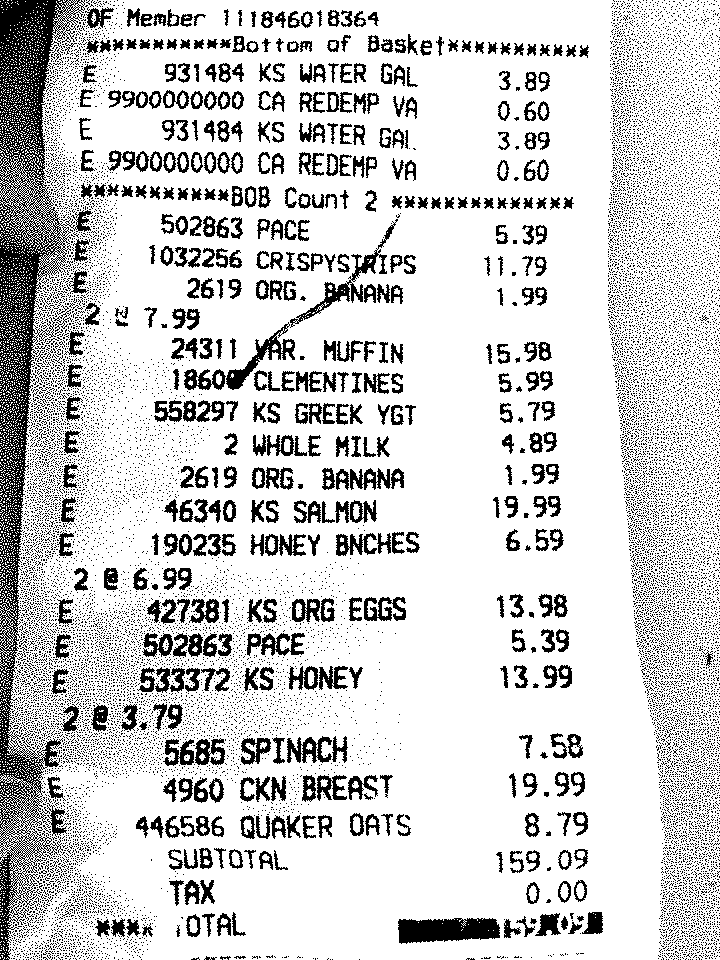 OF Member 111846018364
***********Bottom of Basket***********
E 931484 KS WATER GAL 3.89
E 9900000000 CA REDEMP VA 0.60
E 931484 KS WATER GAL 3.89
E 9900000000 CA REDEMP VA 0.60
***********BOB Count 2 **************
E 502863 PACE 5.39
E 1032256 CRISPYSTRIPS 11.79
E 2619 ORG. BANANA 1.99
2 @ 7.99
E 24311 VAR. MUFFIN 15.98
E 18600 CLEMENTINES 5.99
E 558297 KS GREEK YGT 5.79
E 2 WHOLE MILK 4.89
E 2619 ORG. BANANA 1.99
E 46340 KS SALMON 19.99
E 190235 HONEY BNCHES 6.59
2 @ 6.99
E 427381 KS ORG EGGS 13.98
E 502863 PACE 5.39
E 533372 KS HONEY 13.99
2 @ 3.79
E 5685 SPINACH 7.58
E 4960 CKN BREAST 19.99
E 446586 QUAKER OATS 8.79
SUBTOTAL 159.09
TAX 0.00
**** TOTAL 159.09